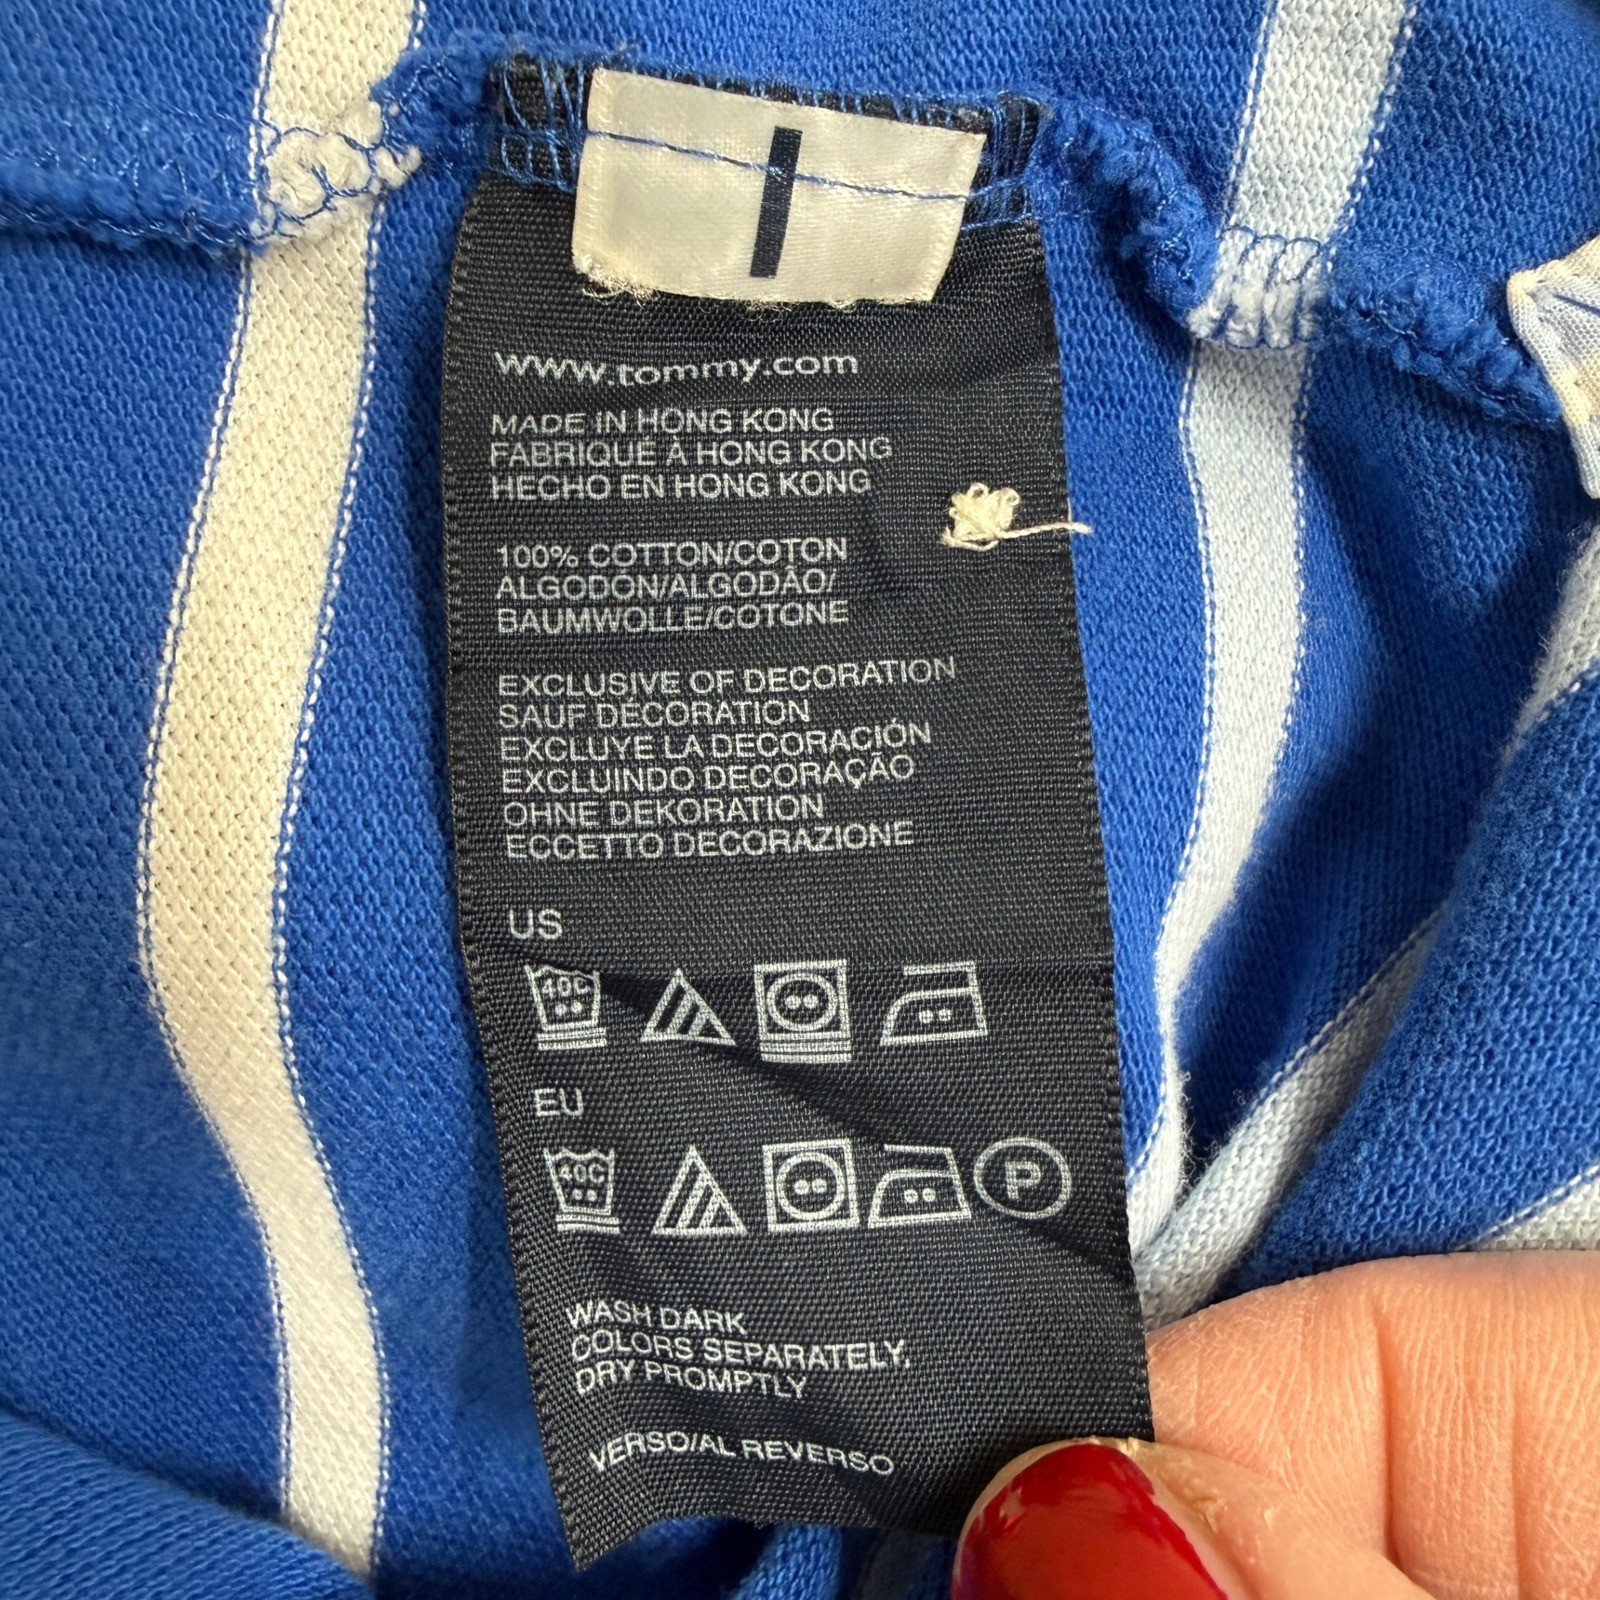 www.tommy.com
MADE IN HONG KONG
FABRIQUÉ À HONG KONG
HECHO EN HONG KONG
100% COTTON/COTON
ALGODON/ALGODÃO/
BAUMWOLLE/COTONE
EXCLUSIVE OF DECORATION
SAUF DÉCORATION
EXCLUYE LA DECORACIÓN
EXCLUINDO DECORAÇÃO
OHNE DEKORATION
ECCETTO DECORAZIONE
US
40C
EU
40C
P
WASH DARK
COLORS SEPARATELY,
DRY PROMPTLY
VERSO/AL REVERSO